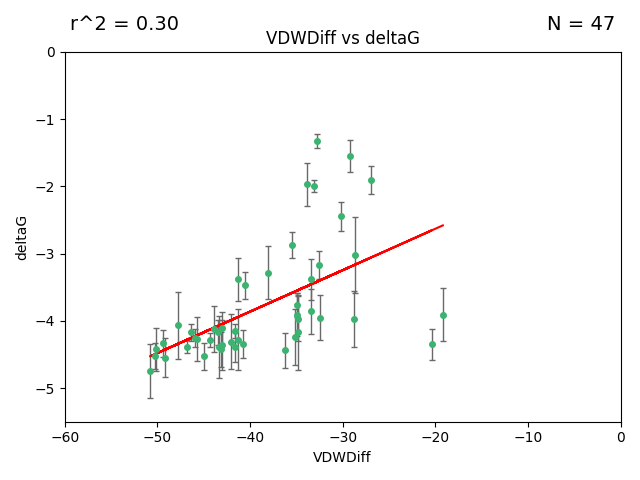 r^2 = 0.30
N = 47
VDWDiff vs deltaG
0
−1
−2
−3
−4
−5
deltaG
−60 −50 −40 −30 −20 −10 0
VDWDiff